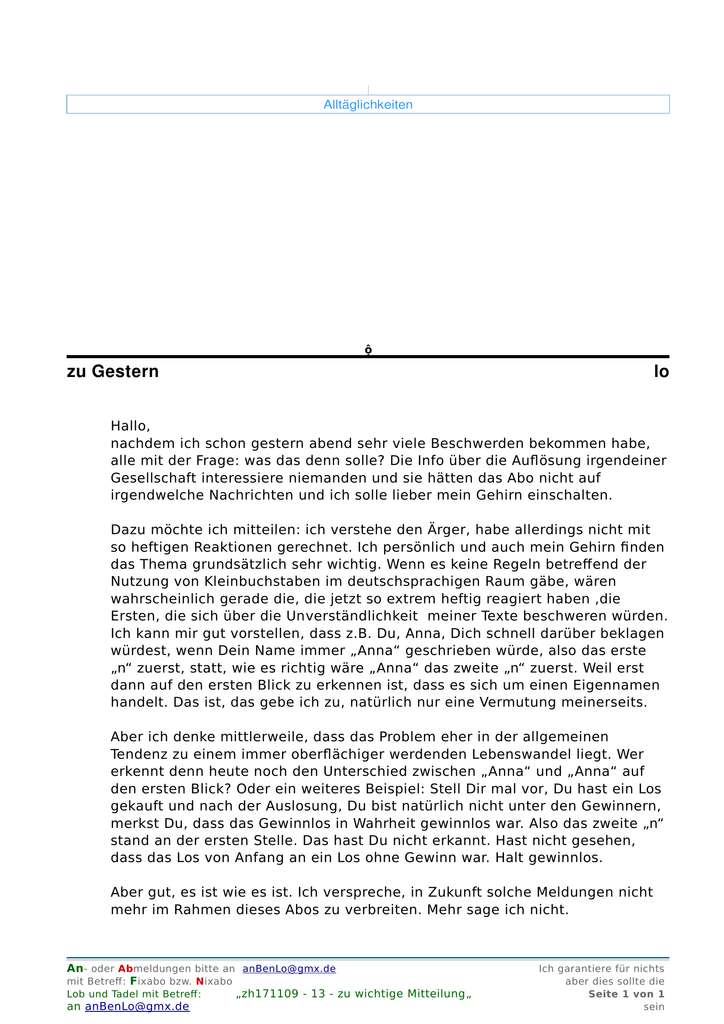 Alltäglichkeiten
zu Gestern lo
Hallo,
nachdem ich schon gestern abend sehr viele Beschwerden bekommen habe,
alle mit der Frage: was das denn solle? Die Info über die Auflösung irgendeiner
Gesellschaft interessiere niemanden und sie hätten das Abo nicht auf
irgendwelche Nachrichten und ich solle lieber mein Gehirn einschalten.
Dazu möchte ich mitteilen: ich verstehe den Ärger, habe allerdings nicht mit
so heftigen Reaktionen gerechnet. Ich persönlich und auch mein Gehirn finden
das Thema grundsätzlich sehr wichtig. Wenn es keine Regeln betreffend der
Nutzung von Kleinbuchstaben im deutschsprachigen Raum gäbe, wären
wahrscheinlich gerade die, die jetzt so extrem heftig reagiert haben ,die
Ersten, die sich über die Unverständlichkeit  meiner Texte beschweren würden.
Ich kann mir gut vorstellen, dass z.B. Du, Anna, Dich schnell darüber beklagen
würdest, wenn Dein Name immer „Anna“ geschrieben würde, also das erste
„n“ zuerst, statt, wie es richtig wäre „Anna“ das zweite „n“ zuerst. Weil erst
dann auf den ersten Blick zu erkennen ist, dass es sich um einen Eigennamen
handelt. Das ist, das gebe ich zu, natürlich nur eine Vermutung meinerseits.
Aber ich denke mittlerweile, dass das Problem eher in der allgemeinen
Tendenz zu einem immer oberflächiger werdenden Lebenswandel liegt. Wer
erkennt denn heute noch den Unterschied zwischen „Anna“ und „Anna“ auf
den ersten Blick? Oder ein weiteres Beispiel: Stell Dir mal vor, Du hast ein Los
gekauft und nach der Auslosung, Du bist natürlich nicht unter den Gewinnern,
merkst Du, dass das Gewinnlos in Wahrheit gewinnlos war. Also das zweite „n“
stand an der ersten Stelle. Das hast Du nicht erkannt. Hast nicht gesehen,
dass das Los von Anfang an ein Los ohne Gewinn war. Halt gewinnlos.
Aber gut, es ist wie es ist. Ich verspreche, in Zukunft solche Meldungen nicht
mehr im Rahmen dieses Abos zu verbreiten. Mehr sage ich nicht.
An- oder Abmeldungen bitte an anBenLo@gmx.de Ich garantiere für nichts
mit Betreff: Fixabo bzw. Nixabo aber dies sollte die
Lob und Tadel mit Betreff: „zh171109 - 13 - zu wichtige Mitteilung„ Seite 1 von 1
an anBenLo@gmx.de sein